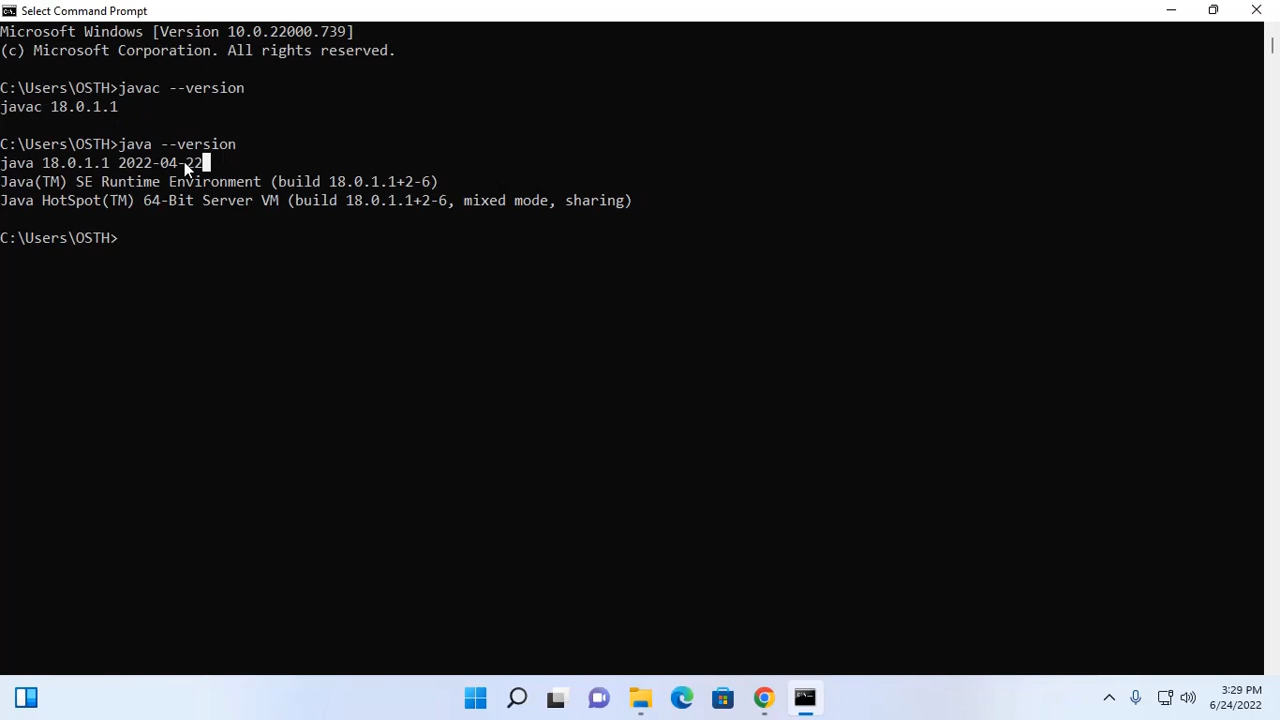 Select Command Prompt
Microsoft Windows [Version 10.0.22000.739]
(c) Microsoft Corporation. All rights reserved.
C:\Users\OSTH>javac --version
javac 18.0.1.1
C:\Users\OSTH>java --version
java 18.0.1.1 2022-04-22
Java(TM) SE Runtime Environment (build 18.0.1.1+2-6)
Java HotSpot(TM) 64-Bit Server VM (build 18.0.1.1+2-6, mixed mode, sharing)
C:\Users\OSTH>
3:29 PM
6/24/2022